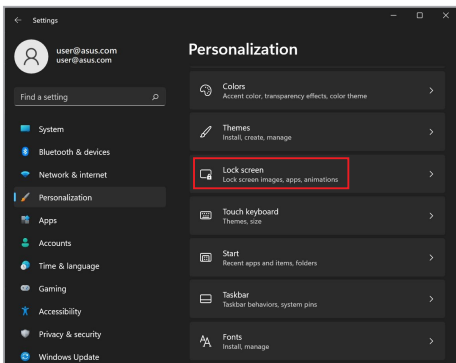 Settings
user@asus.com
user@asus.com
Find a setting
System
Bluetooth & devices
Network & internet
Personalization
Apps
Accounts
Time & language
Gaming
Accessibility
Privacy & security
Windows Update
Personalization
Colors
Accent color, transparency effects, color theme
Themes
Install, create, manage
Lock screen
Lock screen images, apps, animations
Touch keyboard
Themes, size
Start
Recent apps and items, folders
Taskbar
Taskbar behaviors, system pins
Fonts
Install, manage